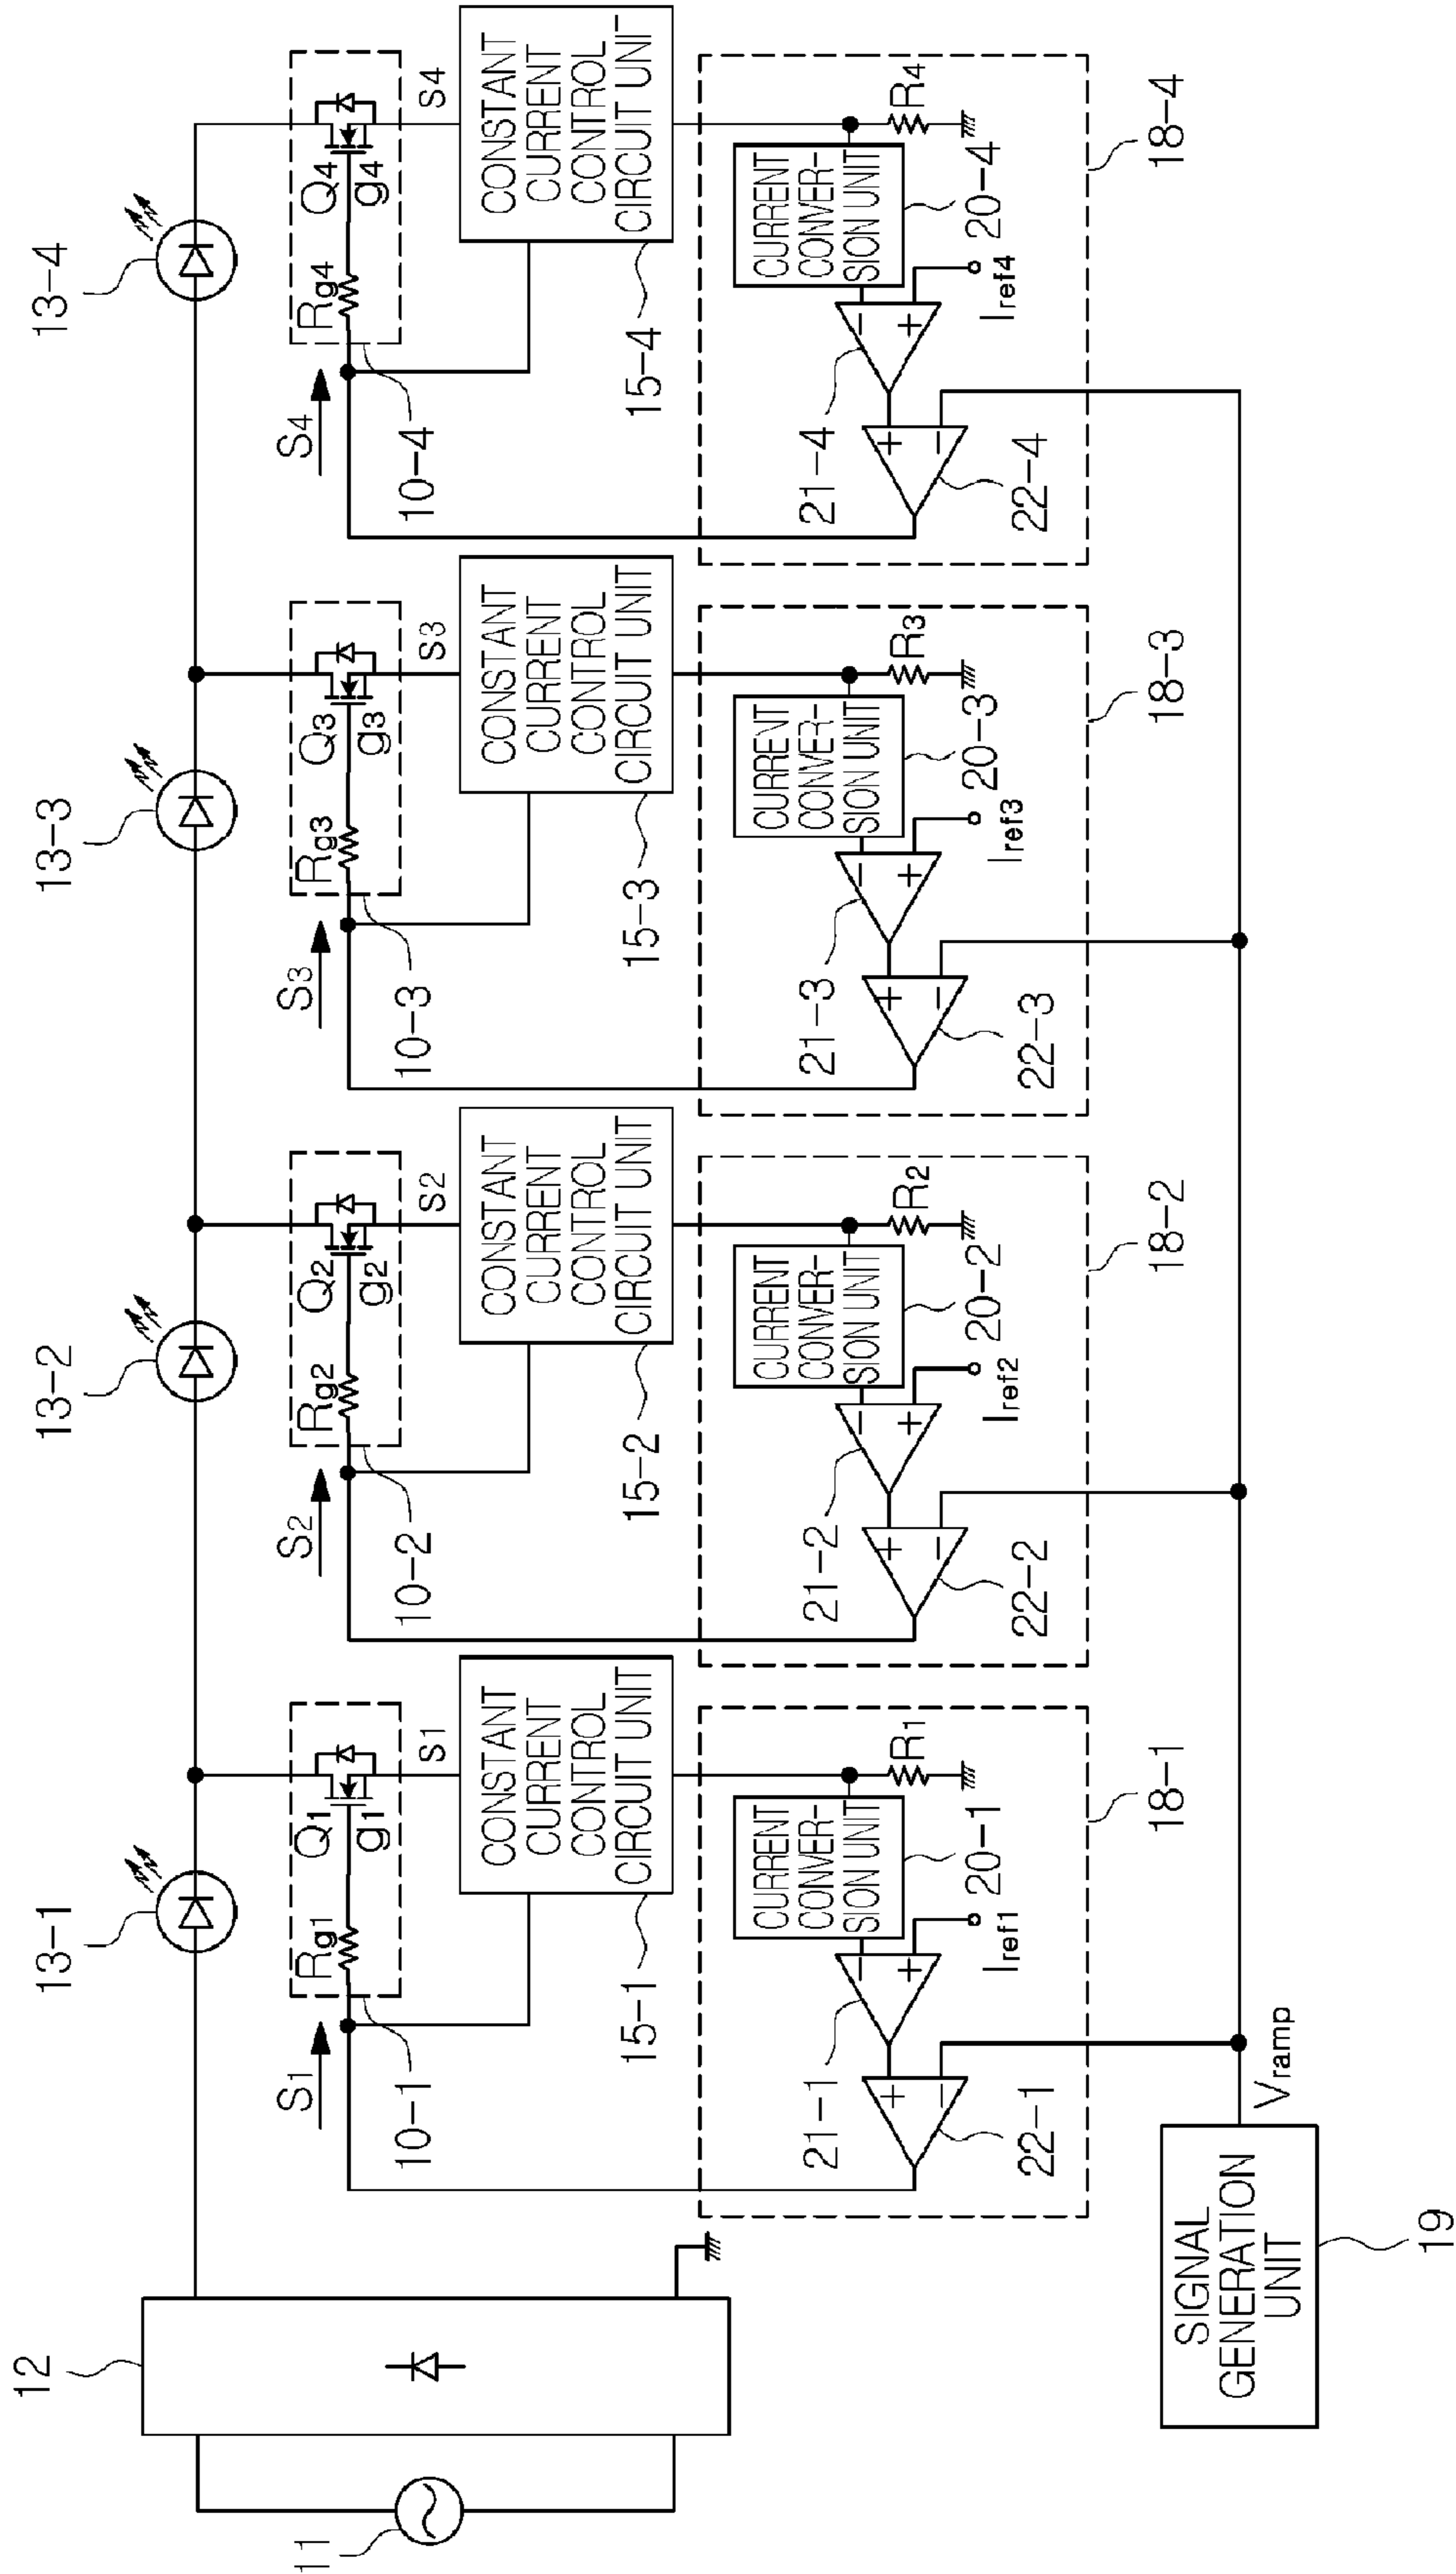 11
12
13-1
13-2
13-3
13-4
S1
Rg1
Q1
g1
s1
10-1
CONSTANT
CURRENT
CONTROL
CIRCUIT UNIT
15-1
S2
Rg2
Q2
g2
s2
10-2
CONSTANT
CURRENT
CONTROL
CIRCUIT UNIT
15-2
S3
Rg3
Q3
g3
s3
10-3
CONSTANT
CURRENT
CONTROL
CIRCUIT UNIT
15-3
S4
Rg4
Q4
g4
s4
10-4
CONSTANT
CURRENT
CONTROL
CIRCUIT UNIT
15-4
CURRENT
CONVER-
SION UNIT
R1
20-1
Iref1
21-1
− +
22-1
+ −
18-1
CURRENT
CONVER-
SION UNIT
R2
20-2
Iref2
21-2
− +
22-2
+ −
18-2
CURRENT
CONVER-
SION UNIT
R3
20-3
Iref3
21-3
− +
22-3
+ −
18-3
CURRENT
CONVER-
SION UNIT
R4
20-4
Iref4
21-4
− +
22-4
+ −
18-4
SIGNAL
GENERATION
UNIT
19
Vramp